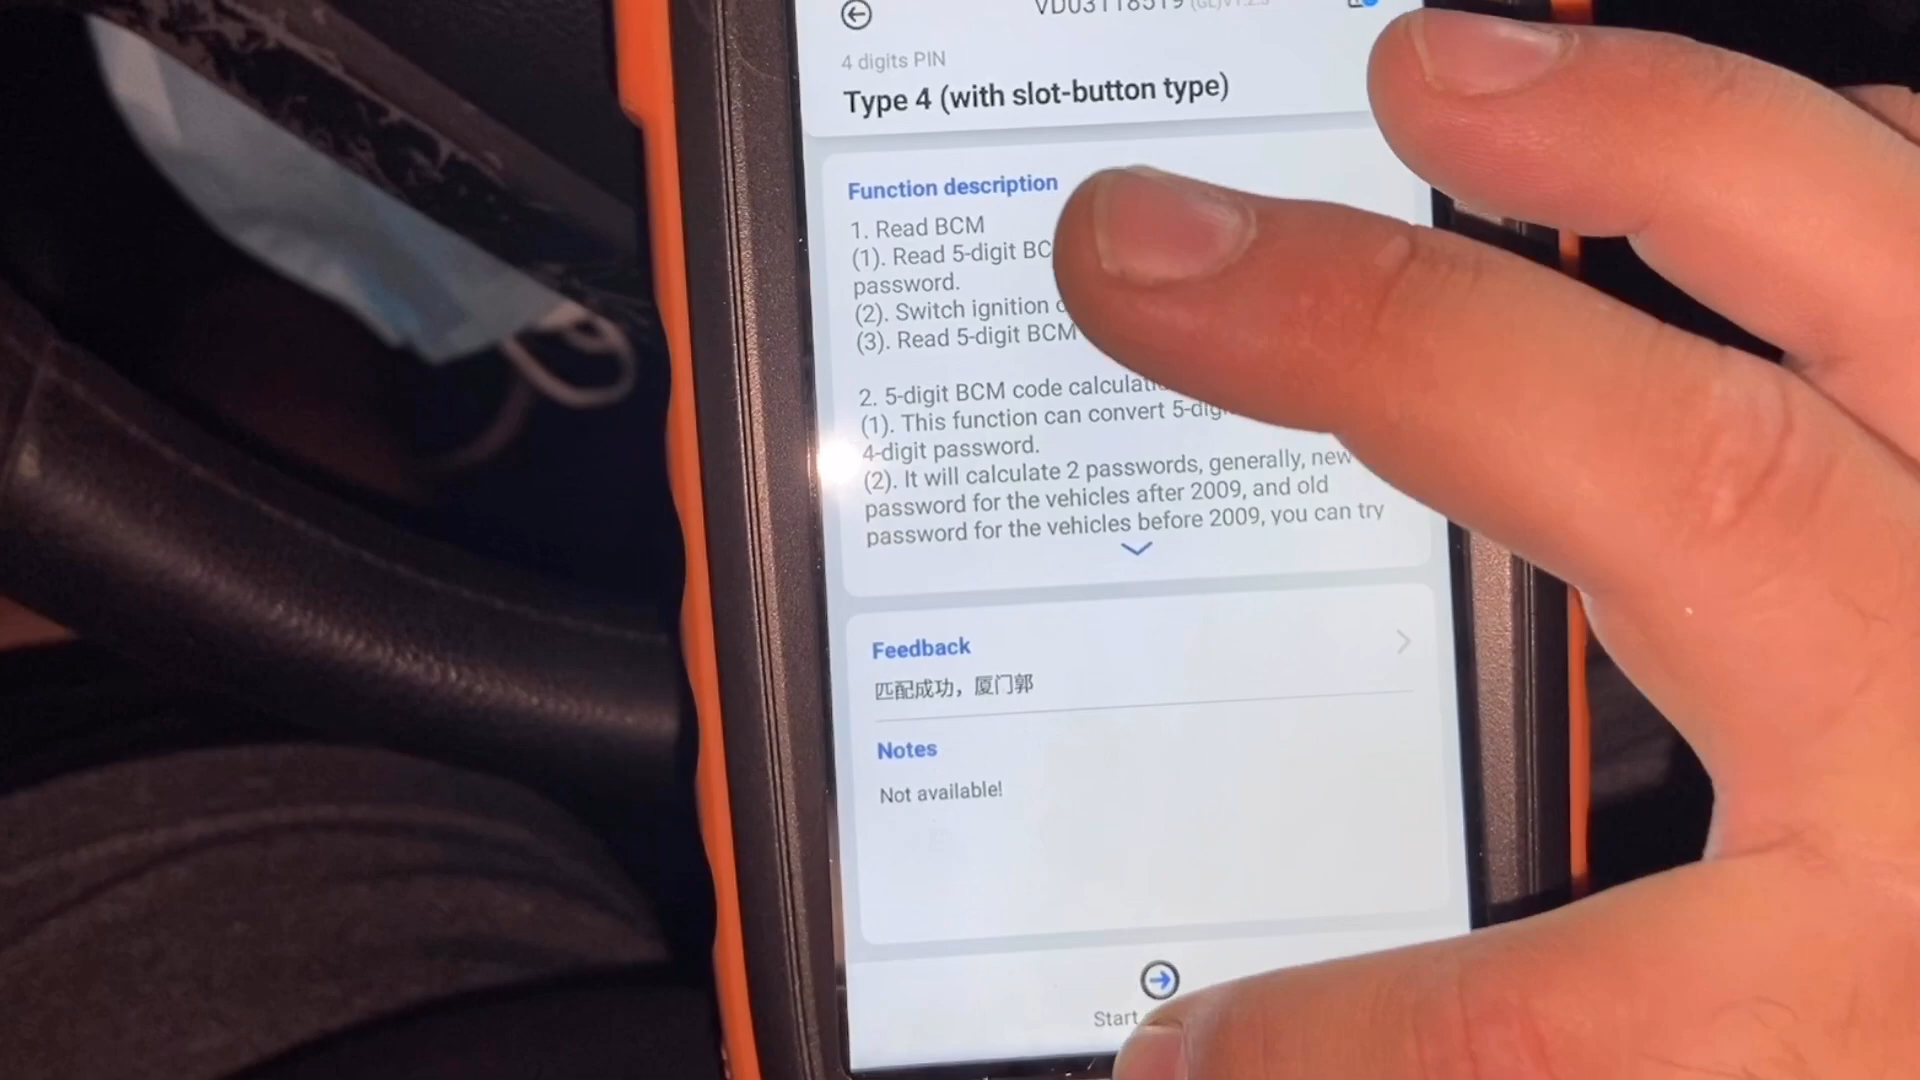 4 digits PIN
Type 4 (with slot-button type)
Function description
1. Read BCM
(1). Read 5-digit
password.
(2). Switch ignition
(3). Read 5-digit BCM
2. 5-digit BCM code
(1). This function can convert
4-digit password.
(2). It will calculate 2 passwords, generally, new
password for the vehicles after 2009, and old
password for the vehicles before 2009, you can try
Feedback
匹配成功，厦门郭
Notes
Not available!
Start